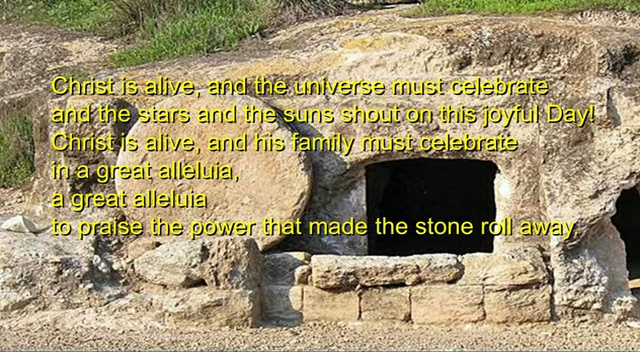 Christ is alive, and the universe must celebrate
and the stars and the suns shout on this joyful Day!
Christ is alive, and his family must celebrate
in a great alleluia,
a great alleluia
to praise the power that made the stone roll away.